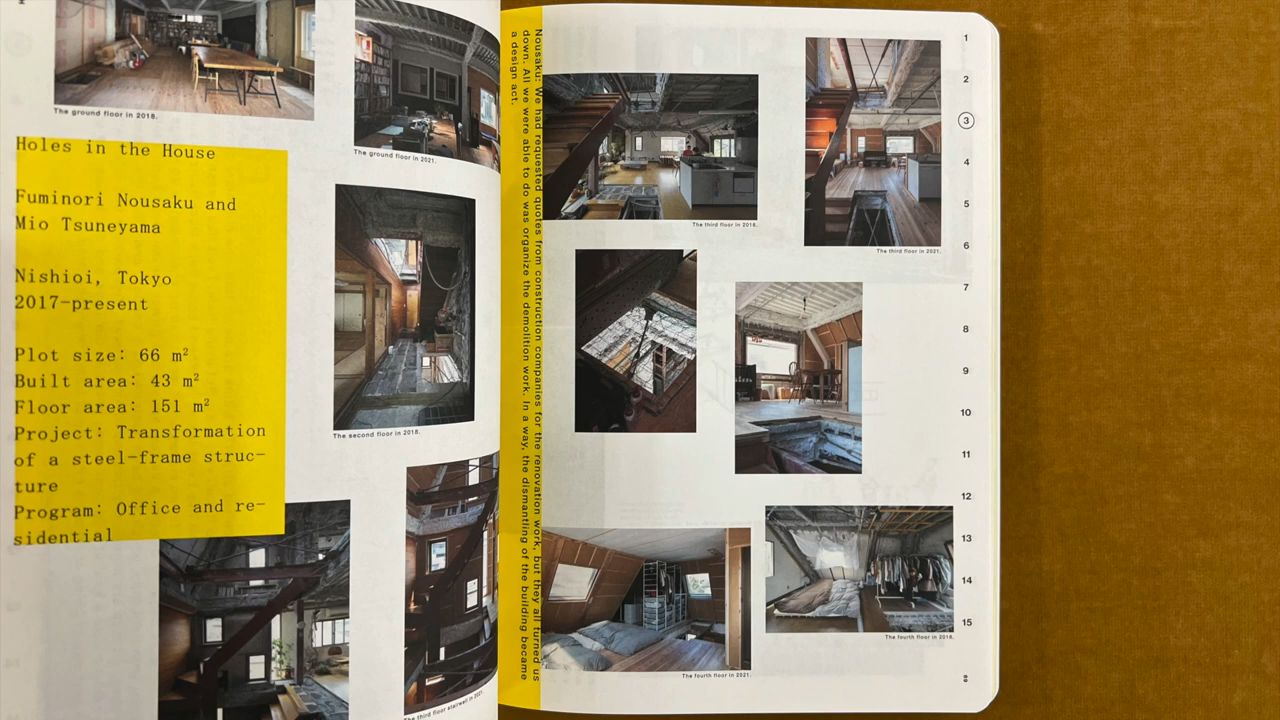 The ground floor in 2018.
The ground floor in 2021.
Holes in the House
Fuminori Nousaku and
Mio Tsuneyama
Nishioi, Tokyo
2017-present
Plot size: 66 m²
Built area: 43 m²
Floor area: 151 m²
Project: Transformation
of a steel-frame struc-
ture
Program: Office and re-
sidential
The second floor in 2018.
The third floor stairwell in 2021.
Nousaku: We had requested quotes from construction companies for the renovation work, but they all turned us
down. All we were able to do was organize the demolition work. In a way, the dismantling of the building became
a design act.
The third floor in 2018.
The third floor in 2021.
The fourth floor in 2021.
The fourth floor in 2018.
1
2
3
4
5
6
7
8
9
10
11
12
13
14
15